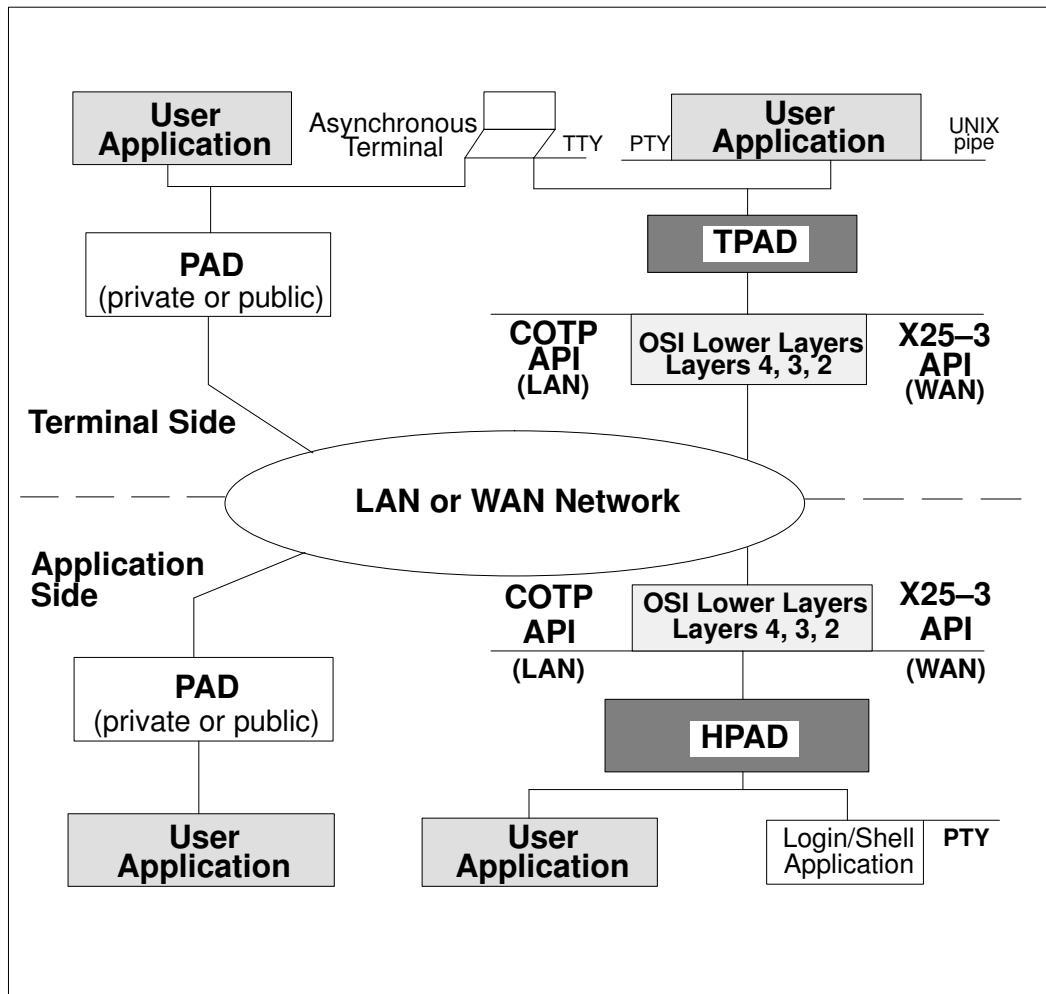 User
Application
Asynchronous
Terminal
TTY
PTY
User
Application
UNIX
pipe
TPAD
PAD
(private or public)
COTP
API
(LAN)
OSI Lower Layers
Layers 4, 3, 2
X25–3
API
(WAN)
Terminal Side
LAN or WAN Network
Application
Side
COTP
API
(LAN)
OSI Lower Layers
Layers 4, 3, 2
X25–3
API
(WAN)
PAD
(private or public)
HPAD
User
Application
User
Application
Login/Shell
Application
PTY